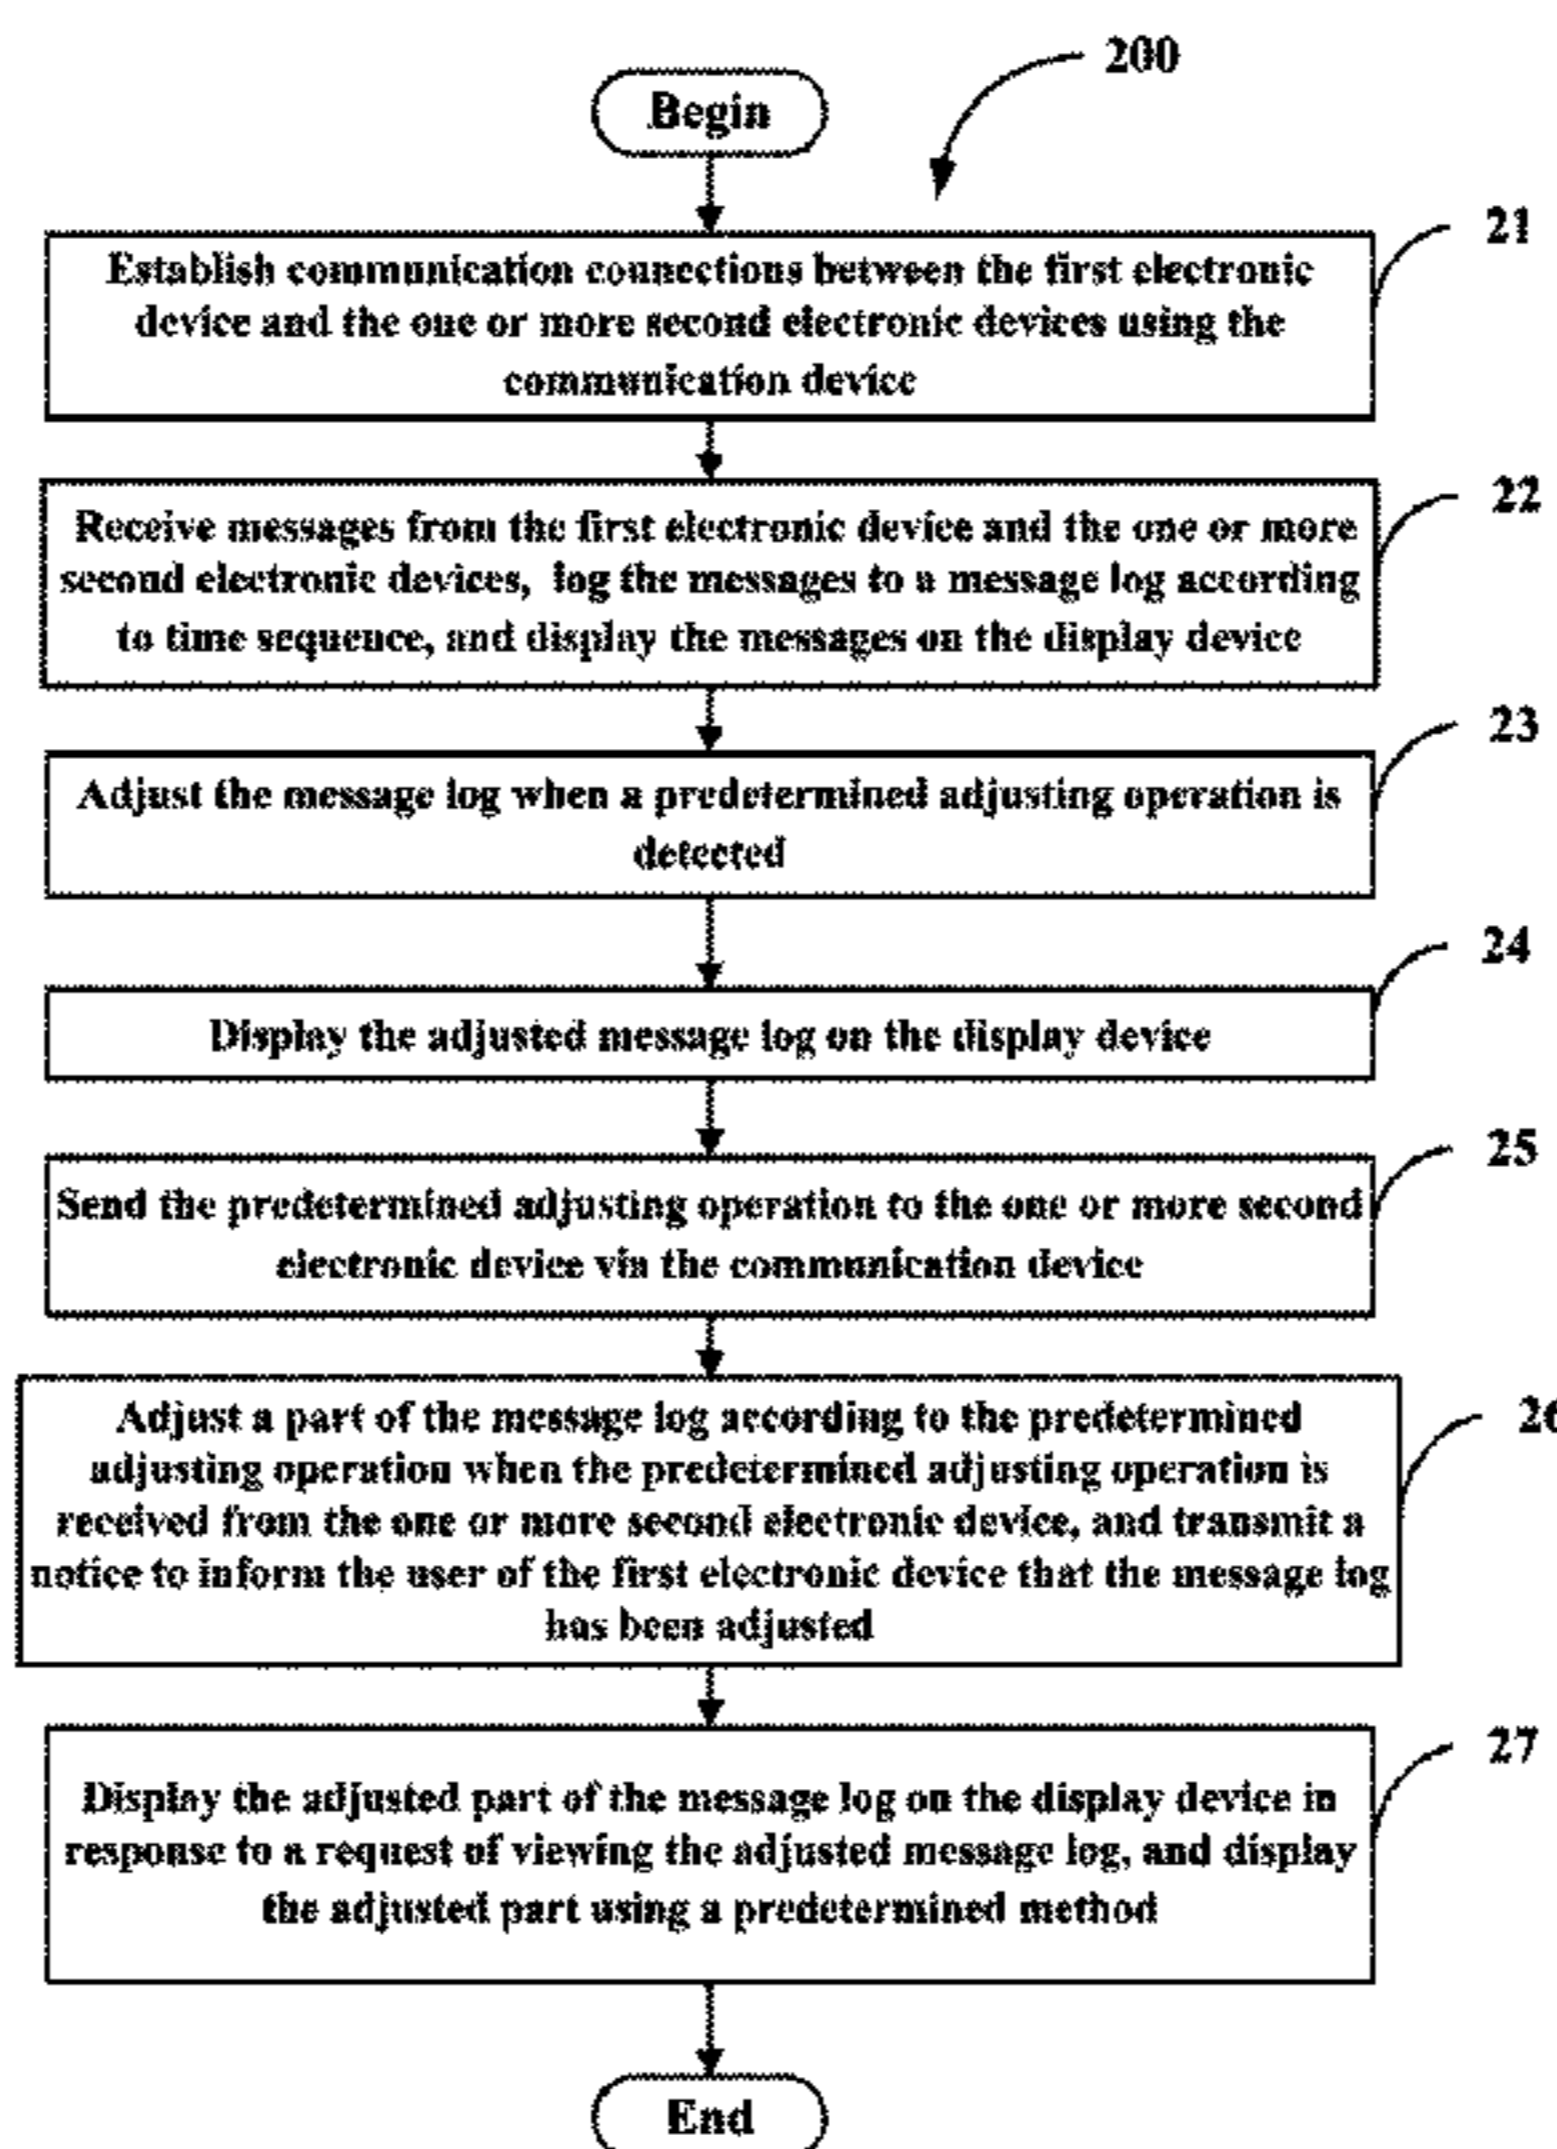 200
Begin
21
Establish communication connections between the first electronic
device and the one or more second electronic devices using the
communication device
22
Receive messages from the first electronic device and the one or more
second electronic devices, log the messages to a message log according
to time sequence, and display the messages on the display device
23
Adjust the message log when a predetermined adjusting operation is
detected
24
Display the adjusted message log on the display device
25
Send the predetermined adjusting operation to the one or more second
electronic device via the communication device
26
Adjust a part of the message log according to the predetermined
adjusting operation when the predetermined adjusting operation is
received from the one or more second electronic device, and transmit a
notice to inform the user of the first electronic device that the message log
has been adjusted
27
Display the adjusted part of the message log on the display device in
response to a request of viewing the adjusted message log, and display
the adjusted part using a predetermined method
End